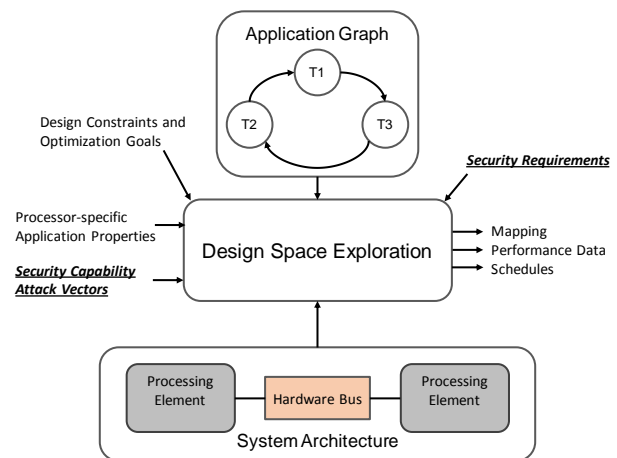 Application Graph
T1
T2
T3
Design Constraints and
Optimization Goals
Security Requirements
Processor-specific
Application Properties
Security Capability
Attack Vectors
Design Space Exploration
Mapping
Performance Data
Schedules
Processing
Element
Hardware Bus
Processing
Element
System Architecture